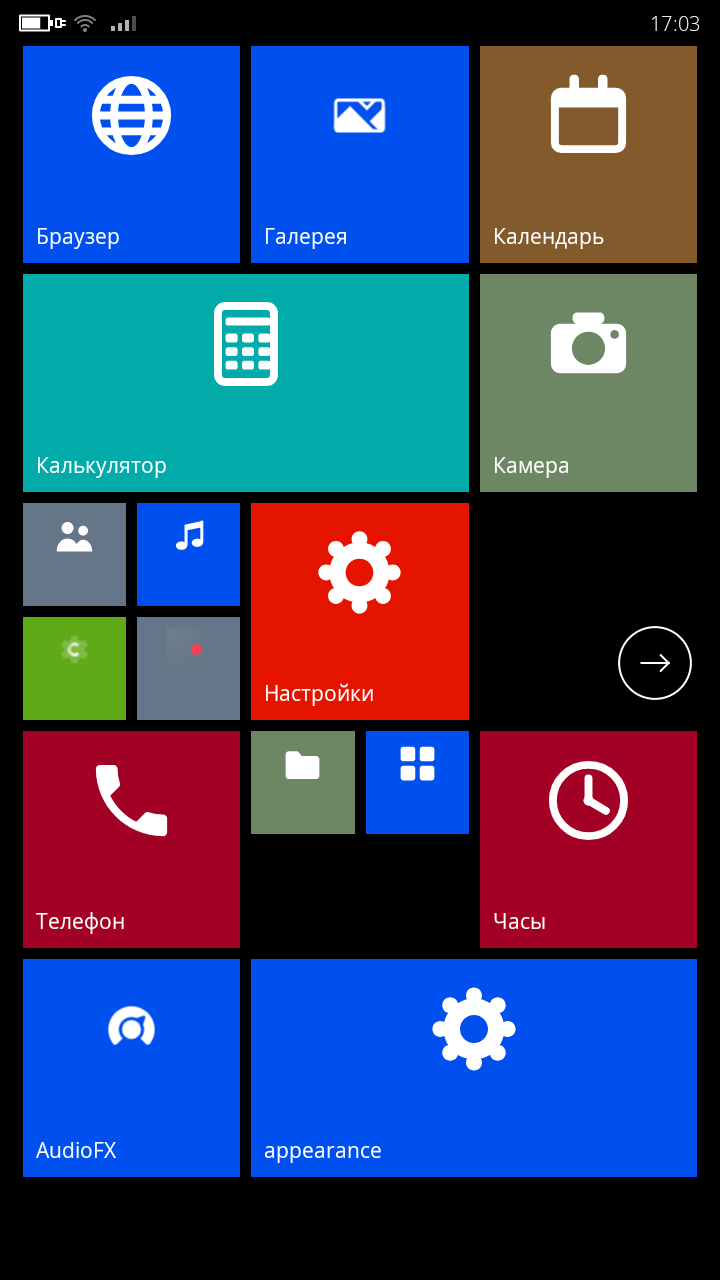 17:03
Браузер
Галерея
Календарь
Калькулятор
Камера
Настройки
Телефон
Часы
AudioFX
appearance